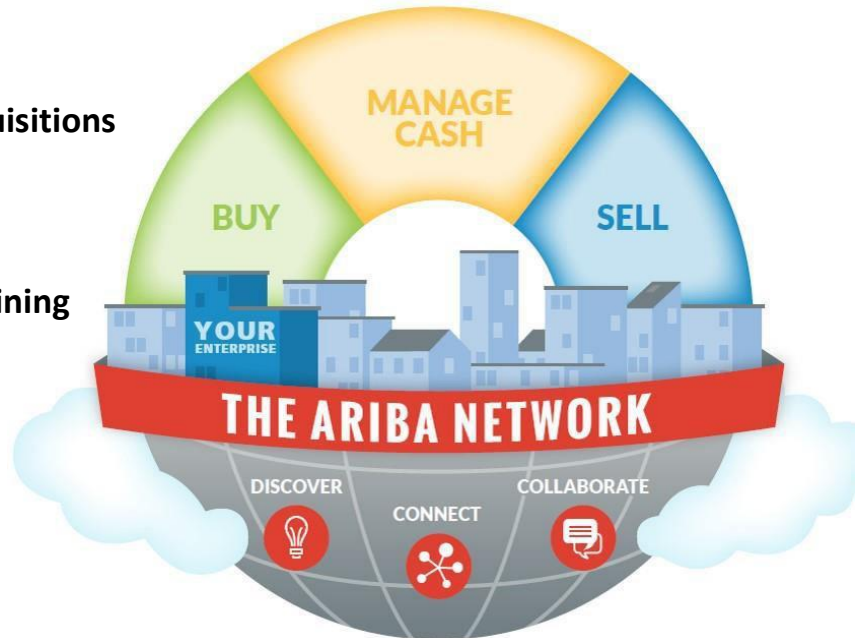 uisitions
ining
MANAGE
CASH
BUY
SELL
YOUR
ENTERPRISE
THE ARIBA NETWORK
DISCOVER
CONNECT
COLLABORATE